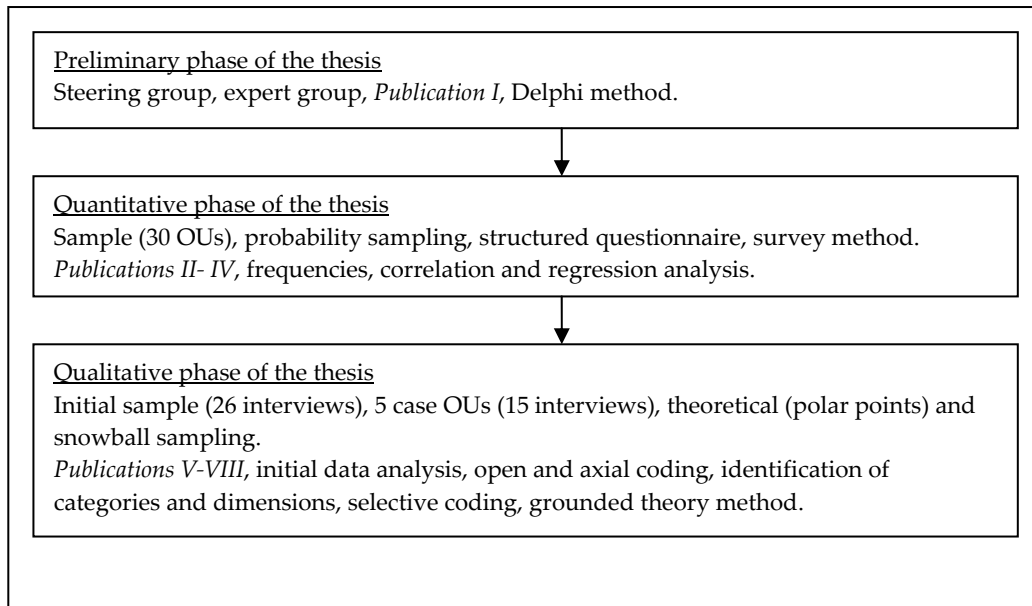 Preliminary phase of the thesis
Steering group, expert group, Publication I, Delphi method.
Quantitative phase of the thesis
Sample (30 OUs), probability sampling, structured questionnaire, survey method.
Publications II- IV, frequencies, correlation and regression analysis.
Qualitative phase of the thesis
Initial sample (26 interviews), 5 case OUs (15 interviews), theoretical (polar points) and
snowball sampling.
Publications V-VIII, initial data analysis, open and axial coding, identification of
categories and dimensions, selective coding, grounded theory method.